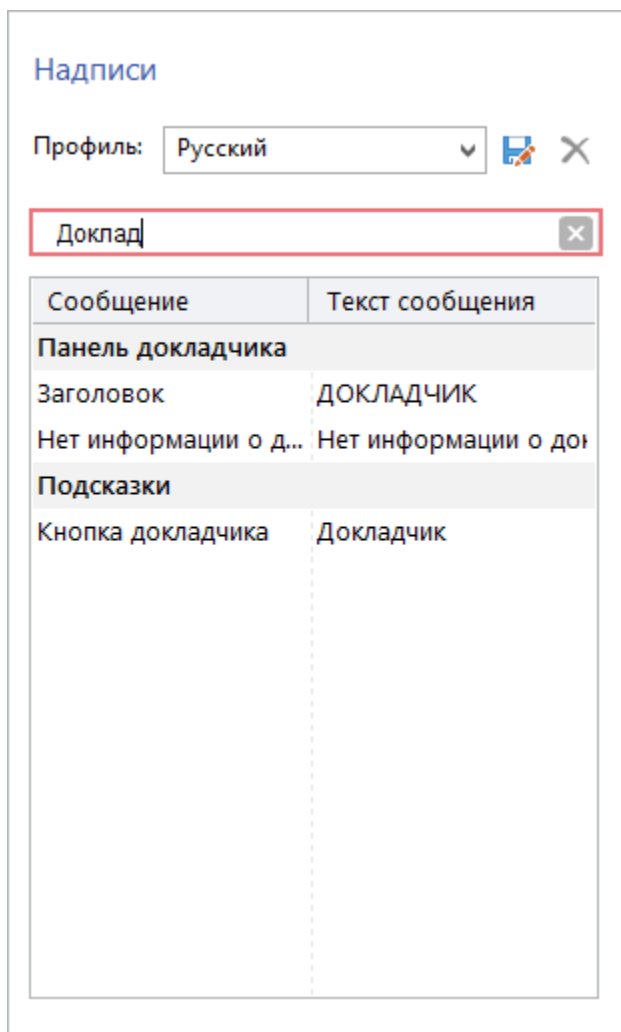 Надписи
Профиль: Русский
Доклад
Сообщение Текст сообщения
Панель докладчика
Заголовок ДОКЛАДЧИК
Нет информации о д... Нет информации о док
Подсказки
Кнопка докладчика Докладчик